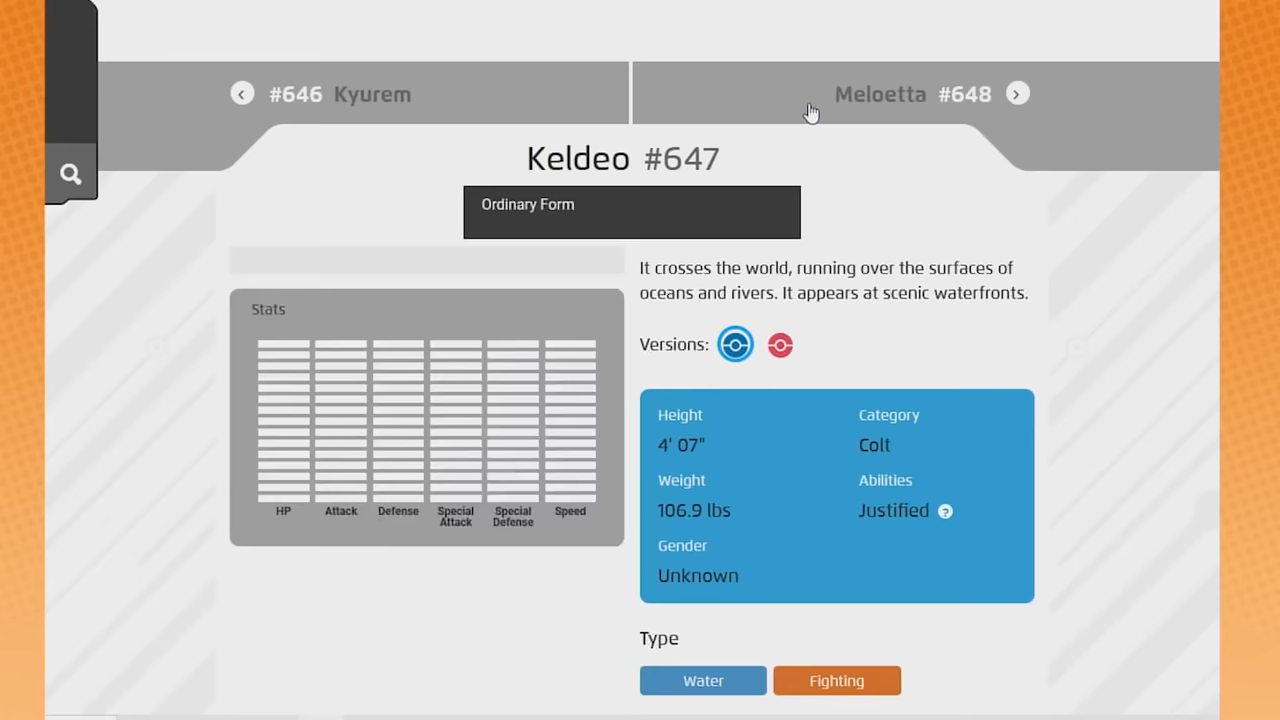 #646 Kyurem
Meloetta #648
Keldeo #647
Ordinary Form
It crosses the world, running over the surfaces of
oceans and rivers. It appears at scenic waterfronts.
Versions:
Stats
HP Attack Defense Special Attack Special Defense Speed
Height
4' 07"
Category
Colt
Weight
106.9 lbs
Abilities
Justified ?
Gender
Unknown
Type
Water Fighting